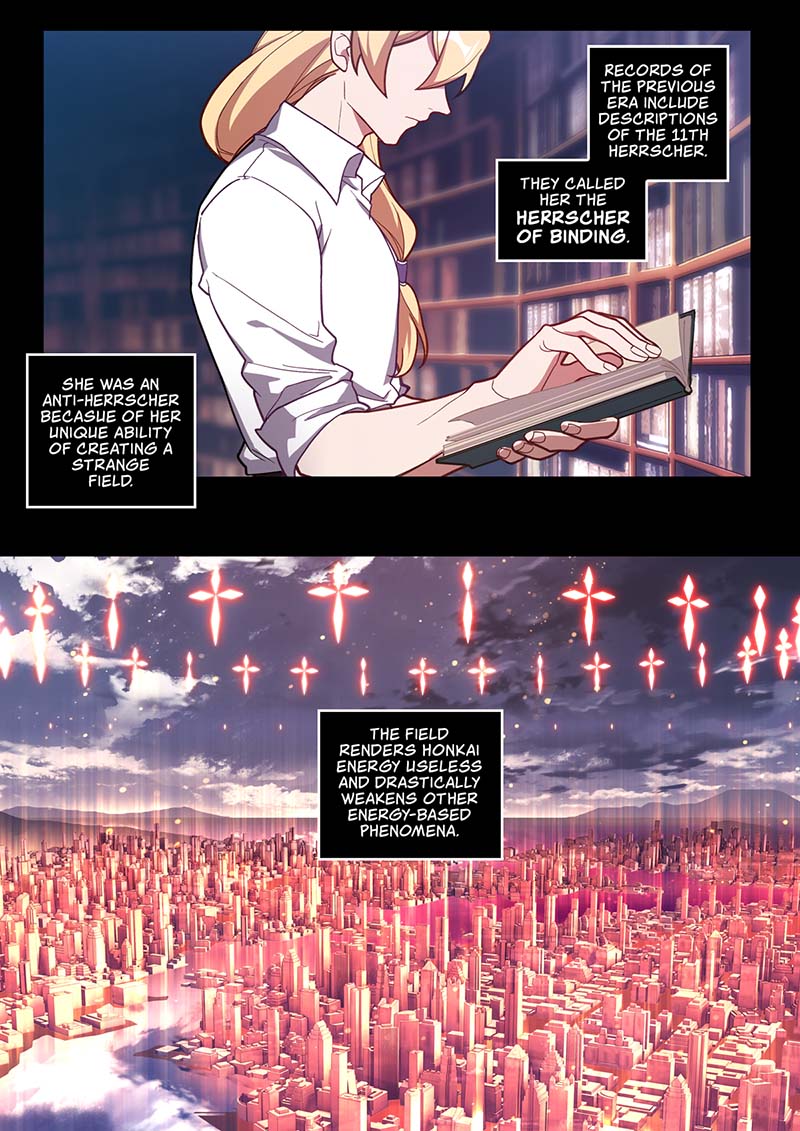 RECORDS OF
THE PREVIOUS
ERA INCLUDE
DESCRIPTIONS
OF THE 11TH
HERRSCHER.
THEY CALLED
HER THE
HERRSCHER
OF BINDING.
SHE WAS AN
ANTI-HERRSCHER
BECASUE OF HER
UNIQUE ABILITY
OF CREATING A
STRANGE
FIELD.
THE FIELD
RENDERS HONKAI
ENERGY USELESS
AND DRASTICALLY
WEAKENS OTHER
ENERGY-BASED
PHENOMENA.